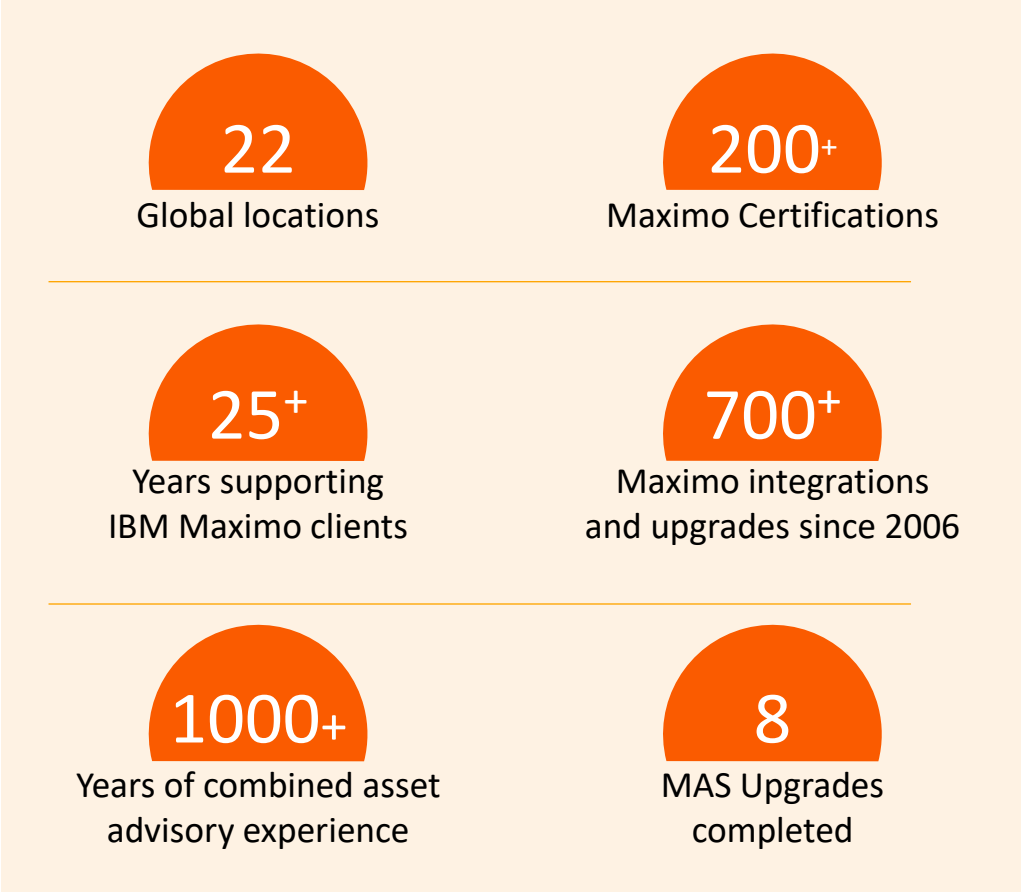 22
Global locations
200+
Maximo Certifications
25+
Years supporting
IBM Maximo clients
700+
Maximo integrations
and upgrades since 2006
1000+
Years of combined asset
advisory experience
8
MAS Upgrades
completed